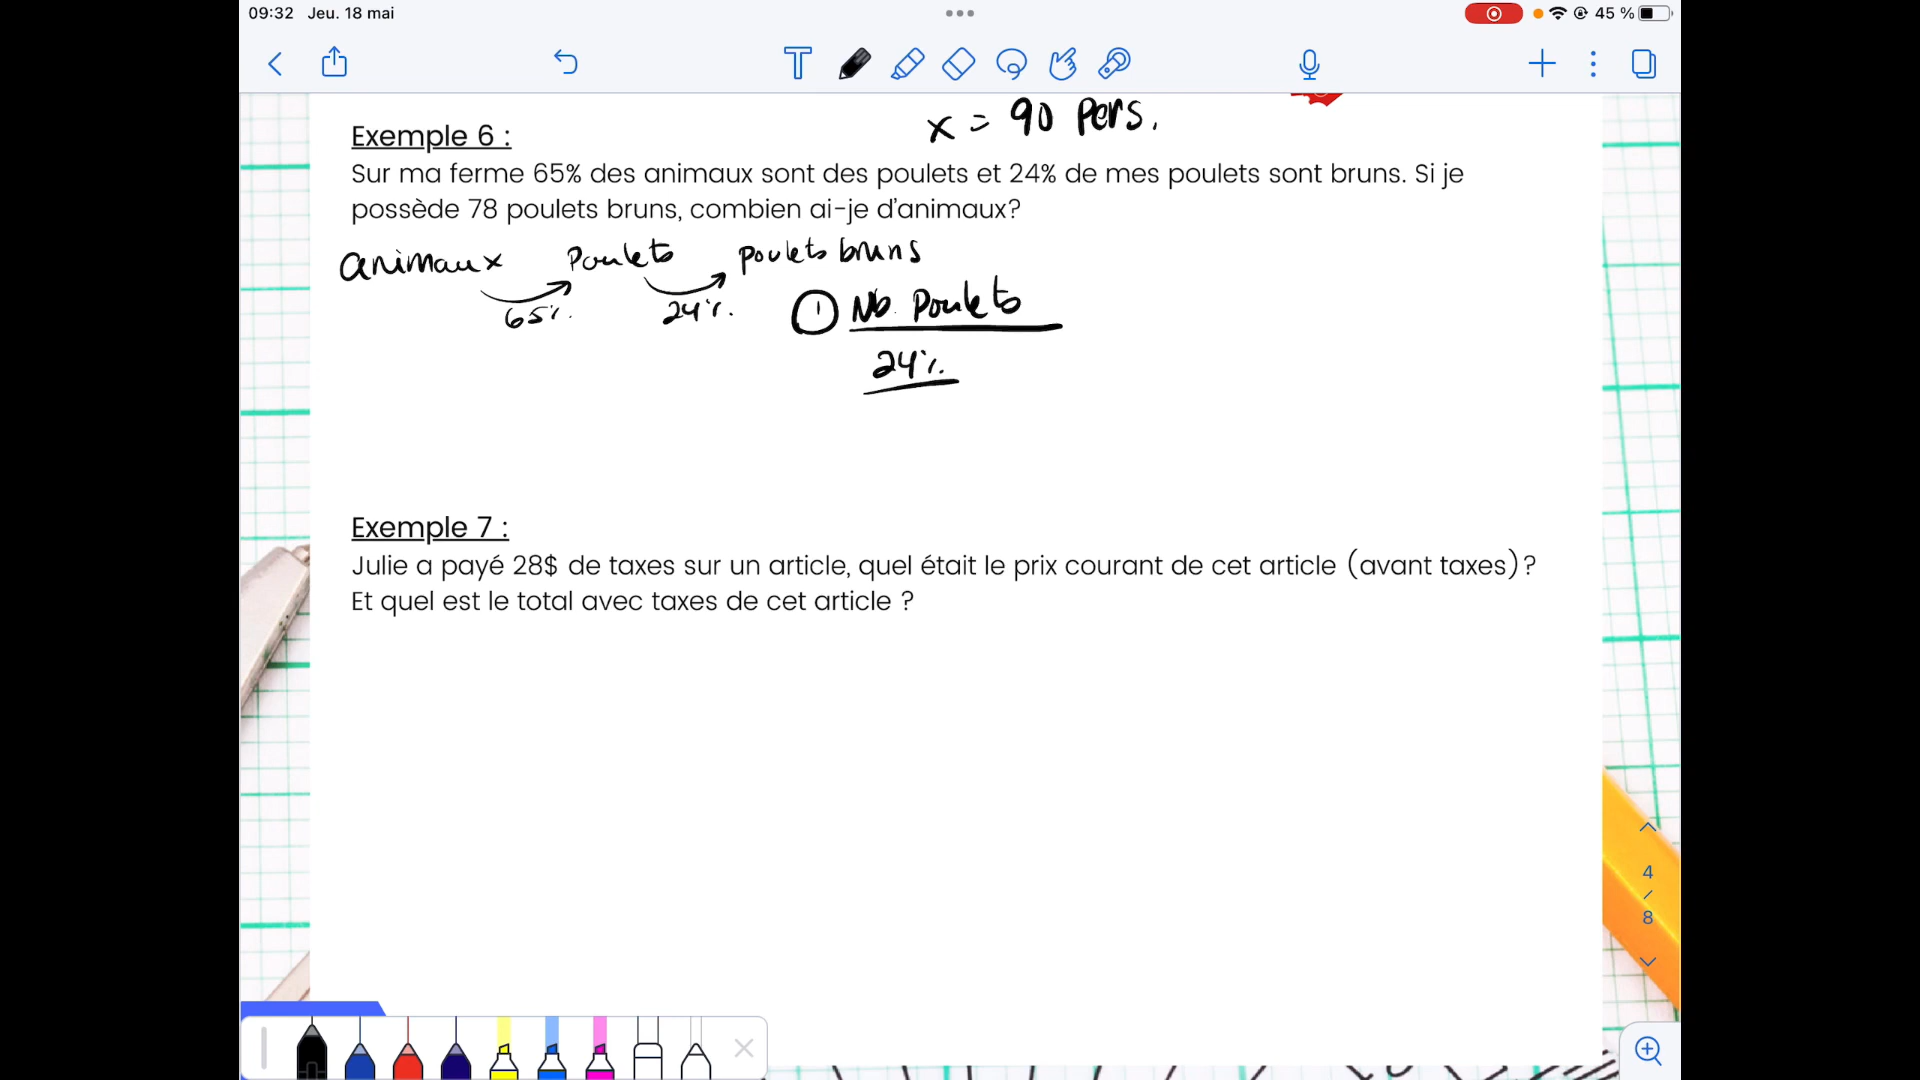 09:32 Jeu. 18 mai
45 %
x = 90 Pers.
Exemple 6 :
Sur ma ferme 65% des animaux sont des poulets et 24% de mes poulets sont bruns. Si je
possède 78 poulets bruns, combien ai-je d'animaux?
animaux Poulets poulets bruns
65% 24%
① Nb. Poulets
24%
Exemple 7 :
Julie a payé 28$ de taxes sur un article, quel était le prix courant de cet article (avant taxes)?
Et quel est le total avec taxes de cet article ?
4
/
8